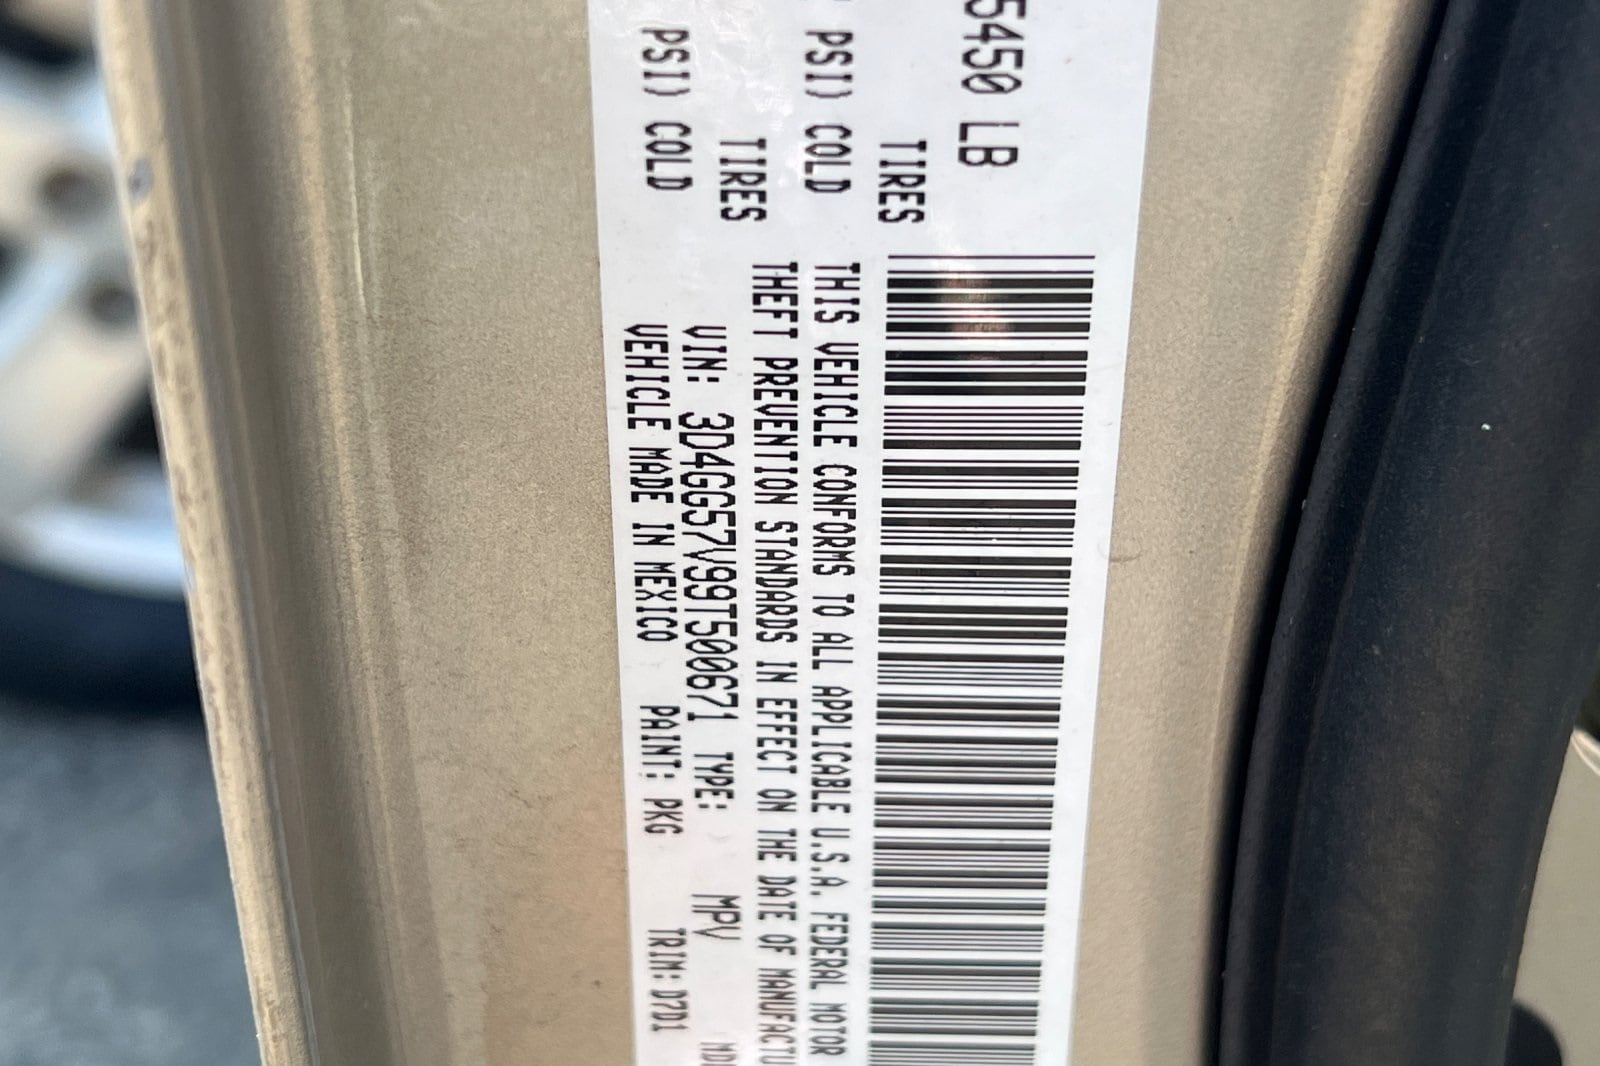 5450 LB
TIRES
PSI) COLD
TIRES
PSI) COLD
THIS VEHICLE CONFORMS TO ALL APPLICABLE U.S.A. FEDERAL MOTOR
THEFT PREVENTION STANDARDS IN EFFECT ON THE DATE OF MANUFACTU
VIN: 3D4GG57V99T500671 TYPE: MPV
VEHICLE MADE IN MEXICO PAINT: PKG TRIM: D7D1